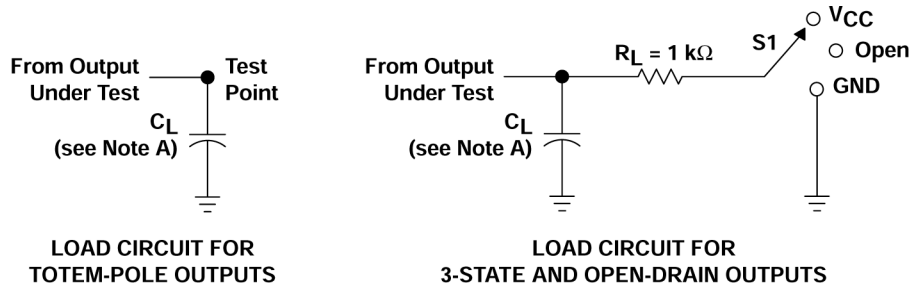 From Output
Under Test
Test
Point
CL
(see Note A)
LOAD CIRCUIT FOR
TOTEM-POLE OUTPUTS
From Output
Under Test
RL = 1 kΩ
S1
VCC
Open
GND
CL
(see Note A)
LOAD CIRCUIT FOR
3-STATE AND OPEN-DRAIN OUTPUTS